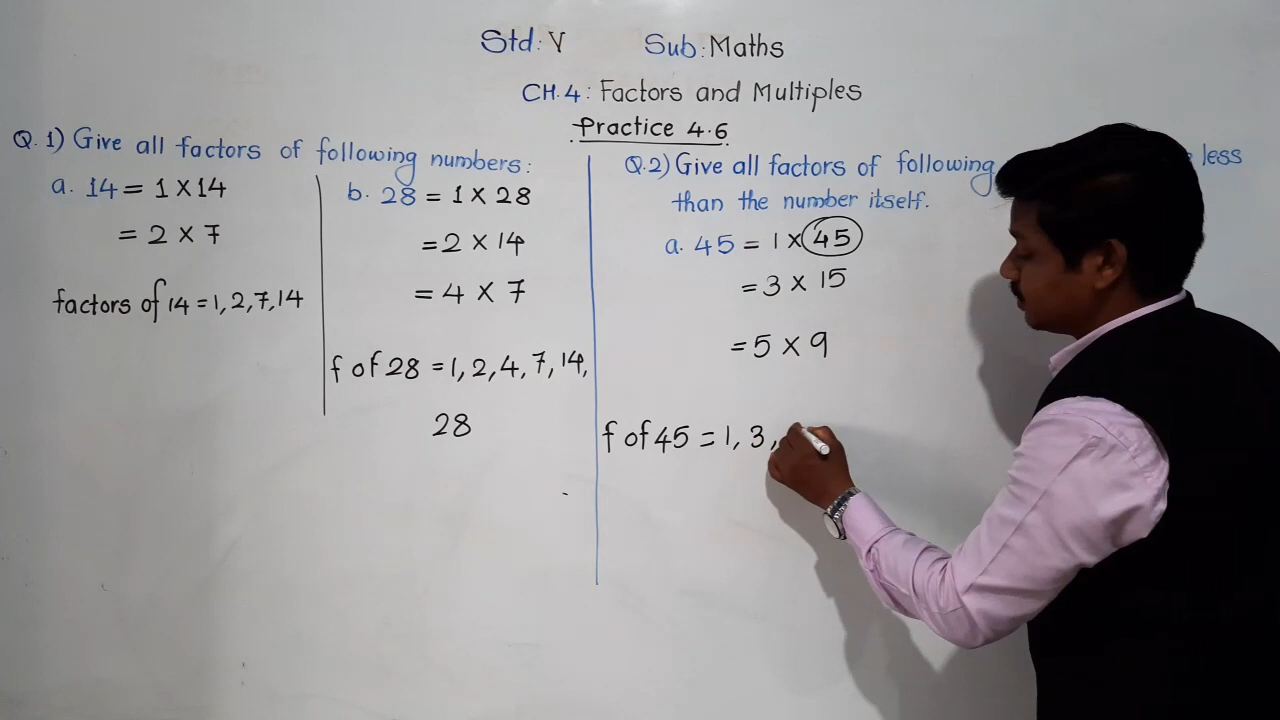 Std: V Sub: Maths
CH.4: Factors and Multiples
Practice 4.6
Q.1) Give all factors of following numbers:
a. 14 = 1 X 14
= 2 X 7
factors of 14 = 1, 2, 7, 14
b. 28 = 1 X 28
= 2 X 14
= 4 X 7
f of 28 = 1, 2, 4, 7, 14,
28
Q.2) Give all factors of following less
than the number itself.
a. 45 = 1 X 45
= 3 X 15
= 5 X 9
f of 45 = 1, 3,